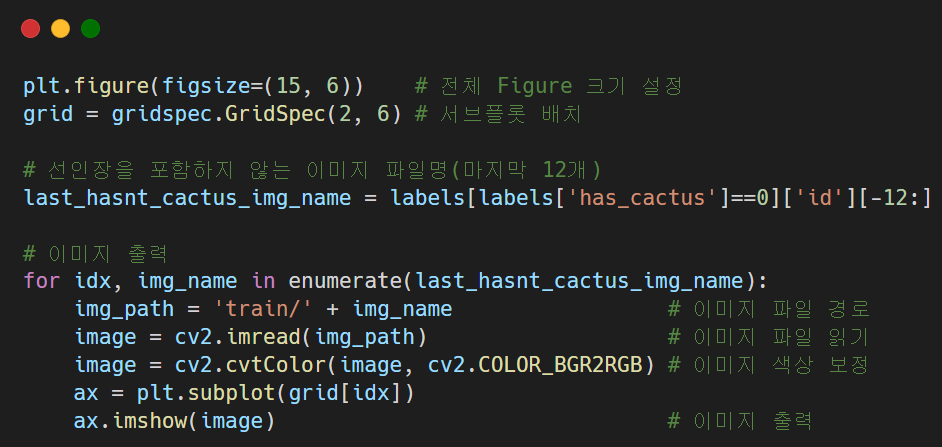 plt.figure(figsize=(15, 6))    # 전체 Figure 크기 설정
grid = gridspec.GridSpec(2, 6) # 서브플롯 배치
# 선인장을 포함하지 않는 이미지 파일명(마지막 12개)
last_hasnt_cactus_img_name = labels[labels['has_cactus']==0]['id'][-12:]
# 이미지 출력
for idx, img_name in enumerate(last_hasnt_cactus_img_name):
    img_path = 'train/' + img_name                 # 이미지 파일 경로
    image = cv2.imread(img_path)                   # 이미지 파일 읽기
    image = cv2.cvtColor(image, cv2.COLOR_BGR2RGB) # 이미지 색상 보정
    ax = plt.subplot(grid[idx])
    ax.imshow(image)                               # 이미지 출력